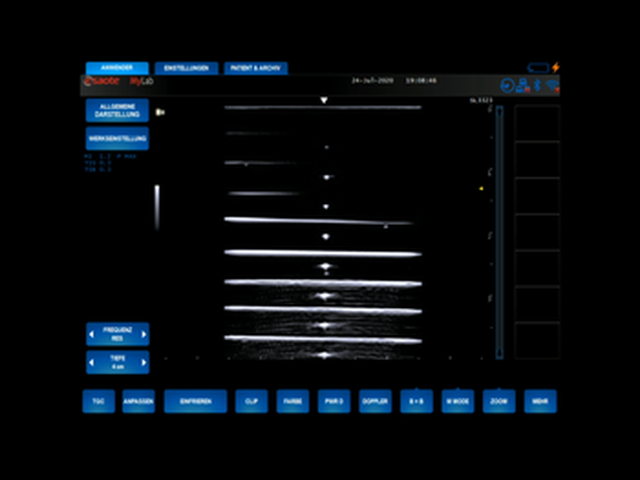 ANWENDER EINSTELLUNGEN PATIENT & ARCHIV
esaote MyLab 24-Jul-2020 19:08:46
ALLGEMEINE
DARSTELLUNG
SL1523
WERKSEINSTELLUNG
FREQUENZ
RES
TIEFE
4 cm
TGC ANPASSEN EINFRIEREN CLIP FARBE PWR D DOPPLER B + B M MODE ZOOM MEHR